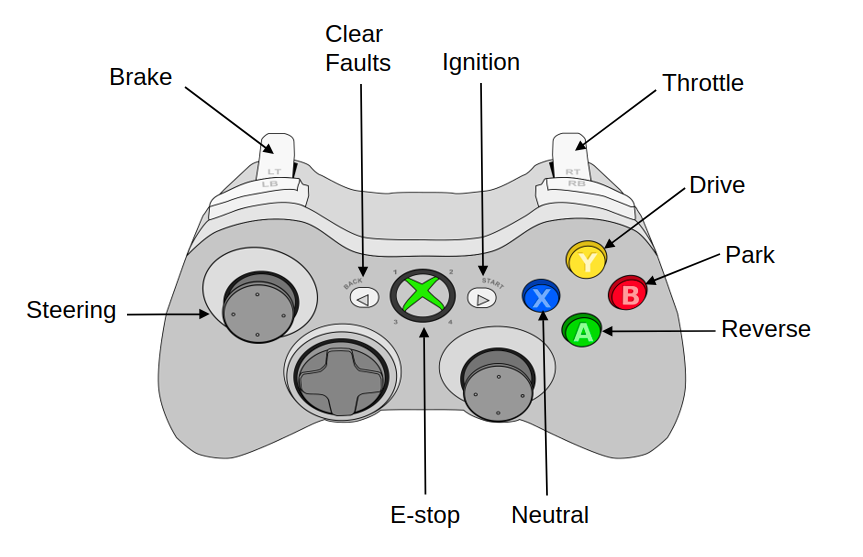 Clear
Faults
Ignition
Brake
Throttle
LT
LB
RT
RB
Drive
Y
Park
1
2
BACK
START
X
B
Steering
3
4
A
Reverse
E-stop
Neutral